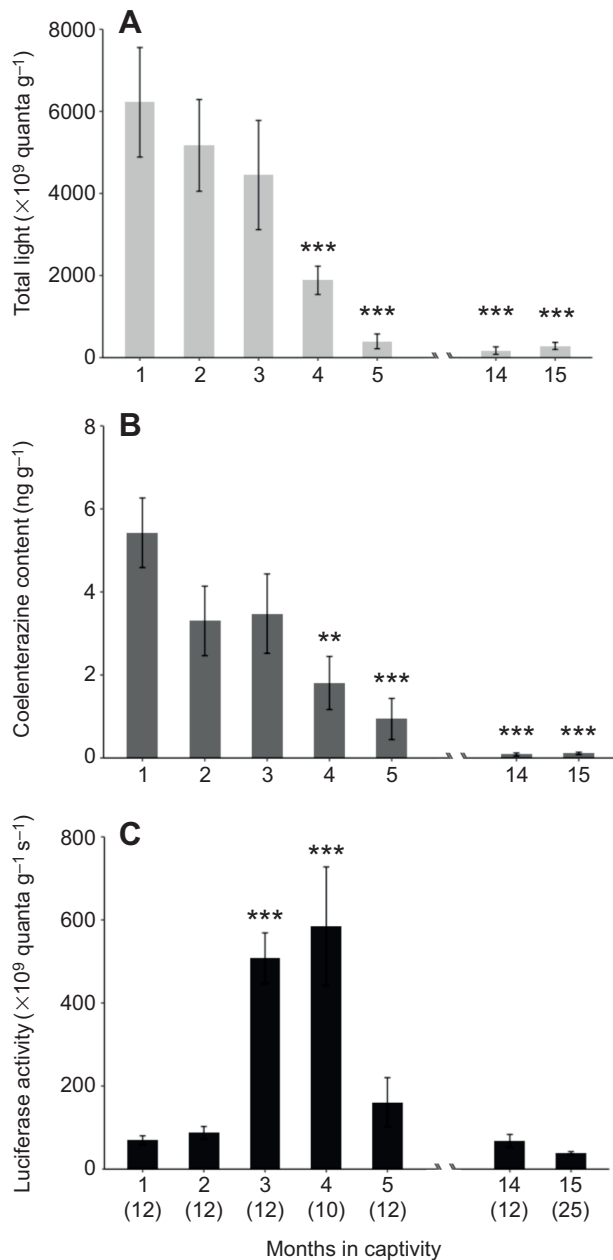 A
Total light (×10⁹ quanta g⁻¹)
8000
6000
4000
2000
0
***
***
***
***
1 2 3 4 5 14 15
B
Coelenterazine content (ng g⁻¹)
8
6
4
2
0
**
***
***
***
1 2 3 4 5 14 15
C
Luciferase activity (×10⁹ quanta g⁻¹ s⁻¹)
800
600
400
200
0
***
***
1 2 3 4 5 14 15
(12) (12) (12) (10) (12) (12) (25)
Months in captivity